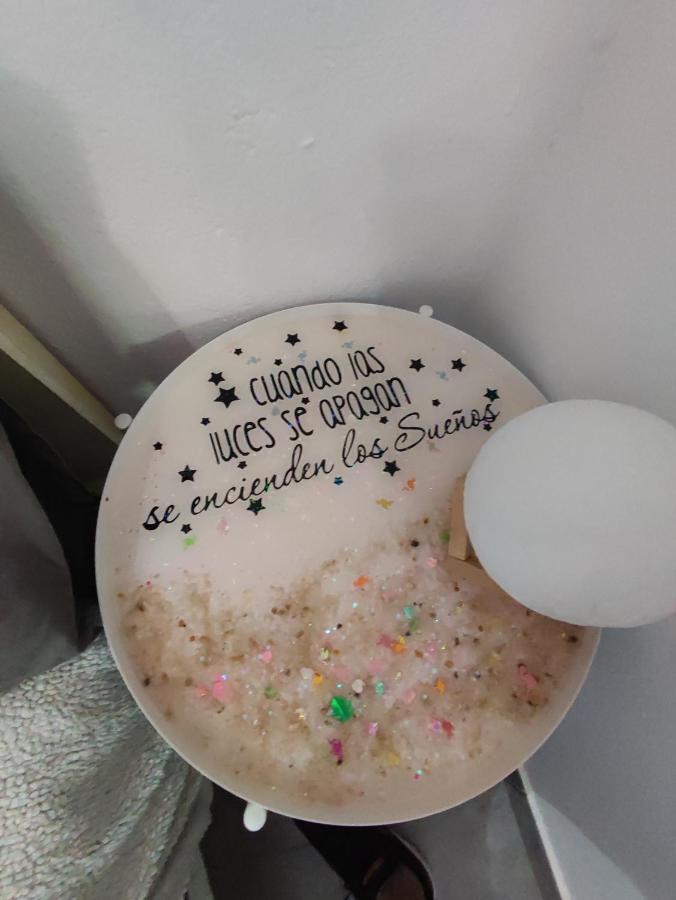 cuando las
luces se apagan
se encienden los Sueños